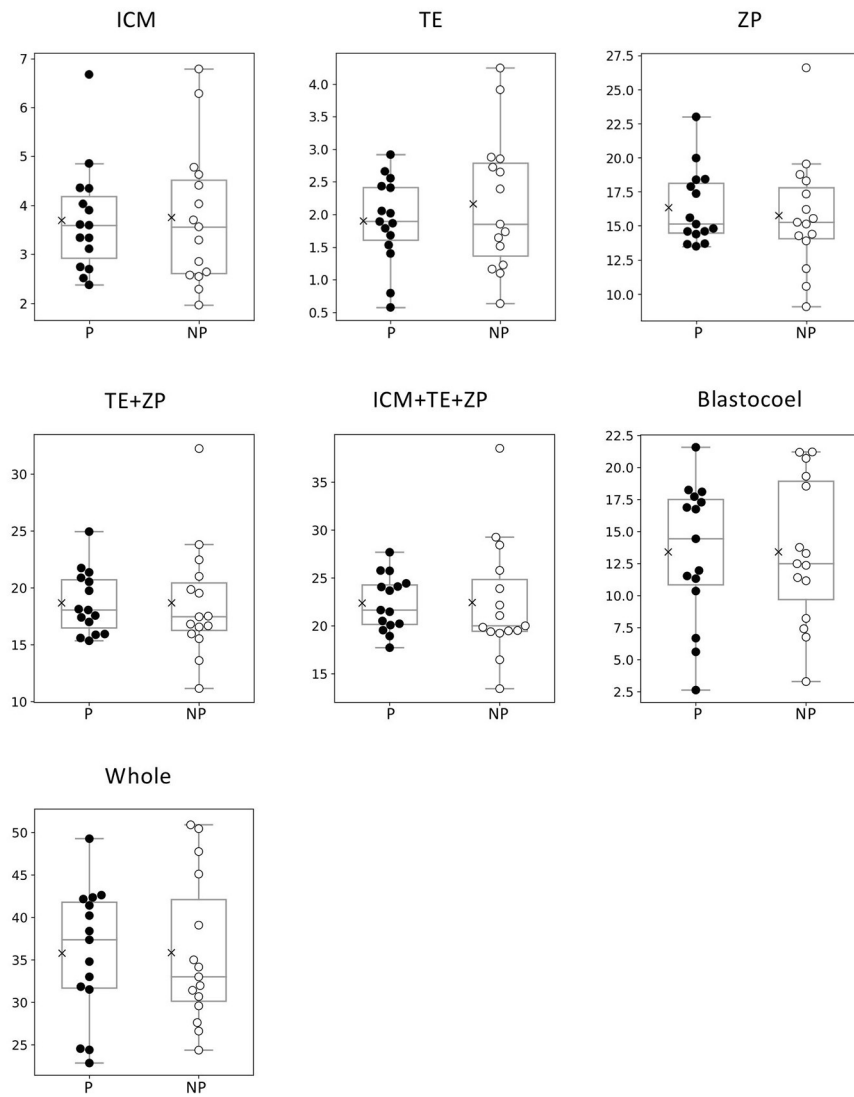 ICM
TE
ZP
7
6
5
4
3
2
P
NP
4.0
3.5
3.0
2.5
2.0
1.5
1.0
0.5
P
NP
27.5
25.0
22.5
20.0
17.5
15.0
12.5
10.0
P
NP
TE+ZP
ICM+TE+ZP
Blastocoel
30
25
20
15
10
P
NP
35
30
25
20
15
P
NP
22.5
20.0
17.5
15.0
12.5
10.0
7.5
5.0
2.5
P
NP
Whole
50
45
40
35
30
25
P
NP